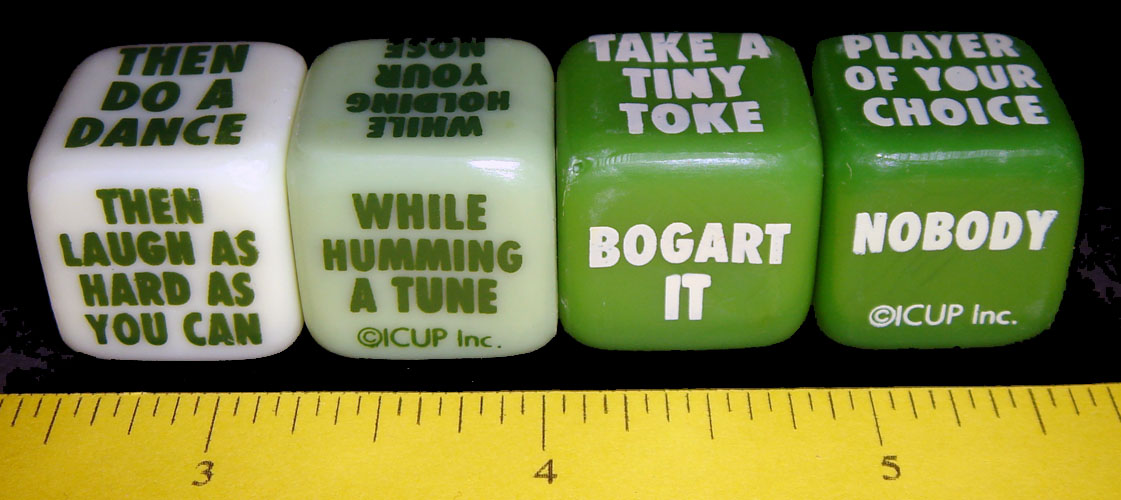 THEN
DO A
DANCE
THEN
LAUGH AS
HARD AS
YOU CAN
WHILE
HOLDING
YOUR
NOSE
WHILE
HUMMING
A TUNE
©ICUP Inc.
TAKE A
TINY
TOKE
BOGART
IT
PLAYER
OF YOUR
CHOICE
NOBODY
©ICUP Inc.
3
4
5